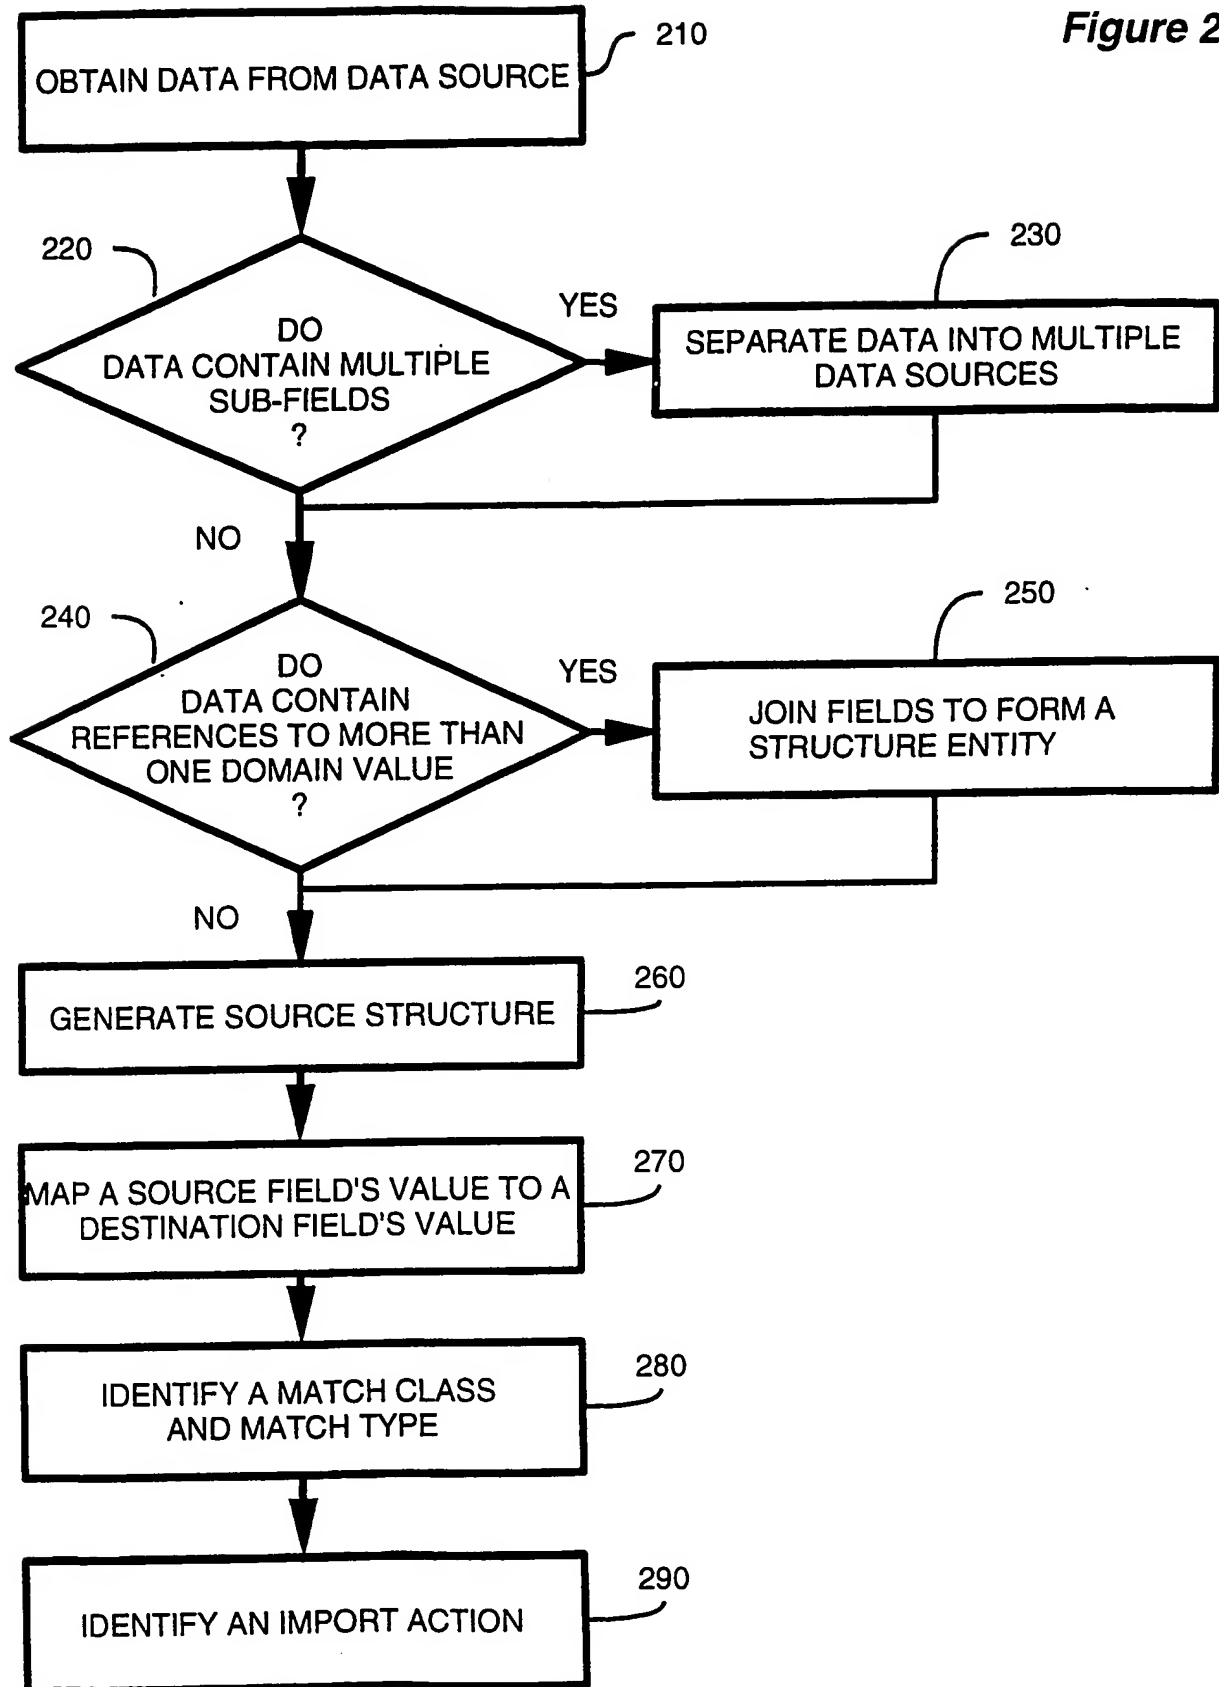 Figure 2
210
OBTAIN DATA FROM DATA SOURCE
220
DO
DATA CONTAIN MULTIPLE
SUB-FIELDS
?
YES
230
SEPARATE DATA INTO MULTIPLE
DATA SOURCES
NO
240
DO
DATA CONTAIN
REFERENCES TO MORE THAN
ONE DOMAIN VALUE
?
YES
250
JOIN FIELDS TO FORM A
STRUCTURE ENTITY
NO
260
GENERATE SOURCE STRUCTURE
270
MAP A SOURCE FIELD'S VALUE TO A
DESTINATION FIELD'S VALUE
280
IDENTIFY A MATCH CLASS
AND MATCH TYPE
290
IDENTIFY AN IMPORT ACTION